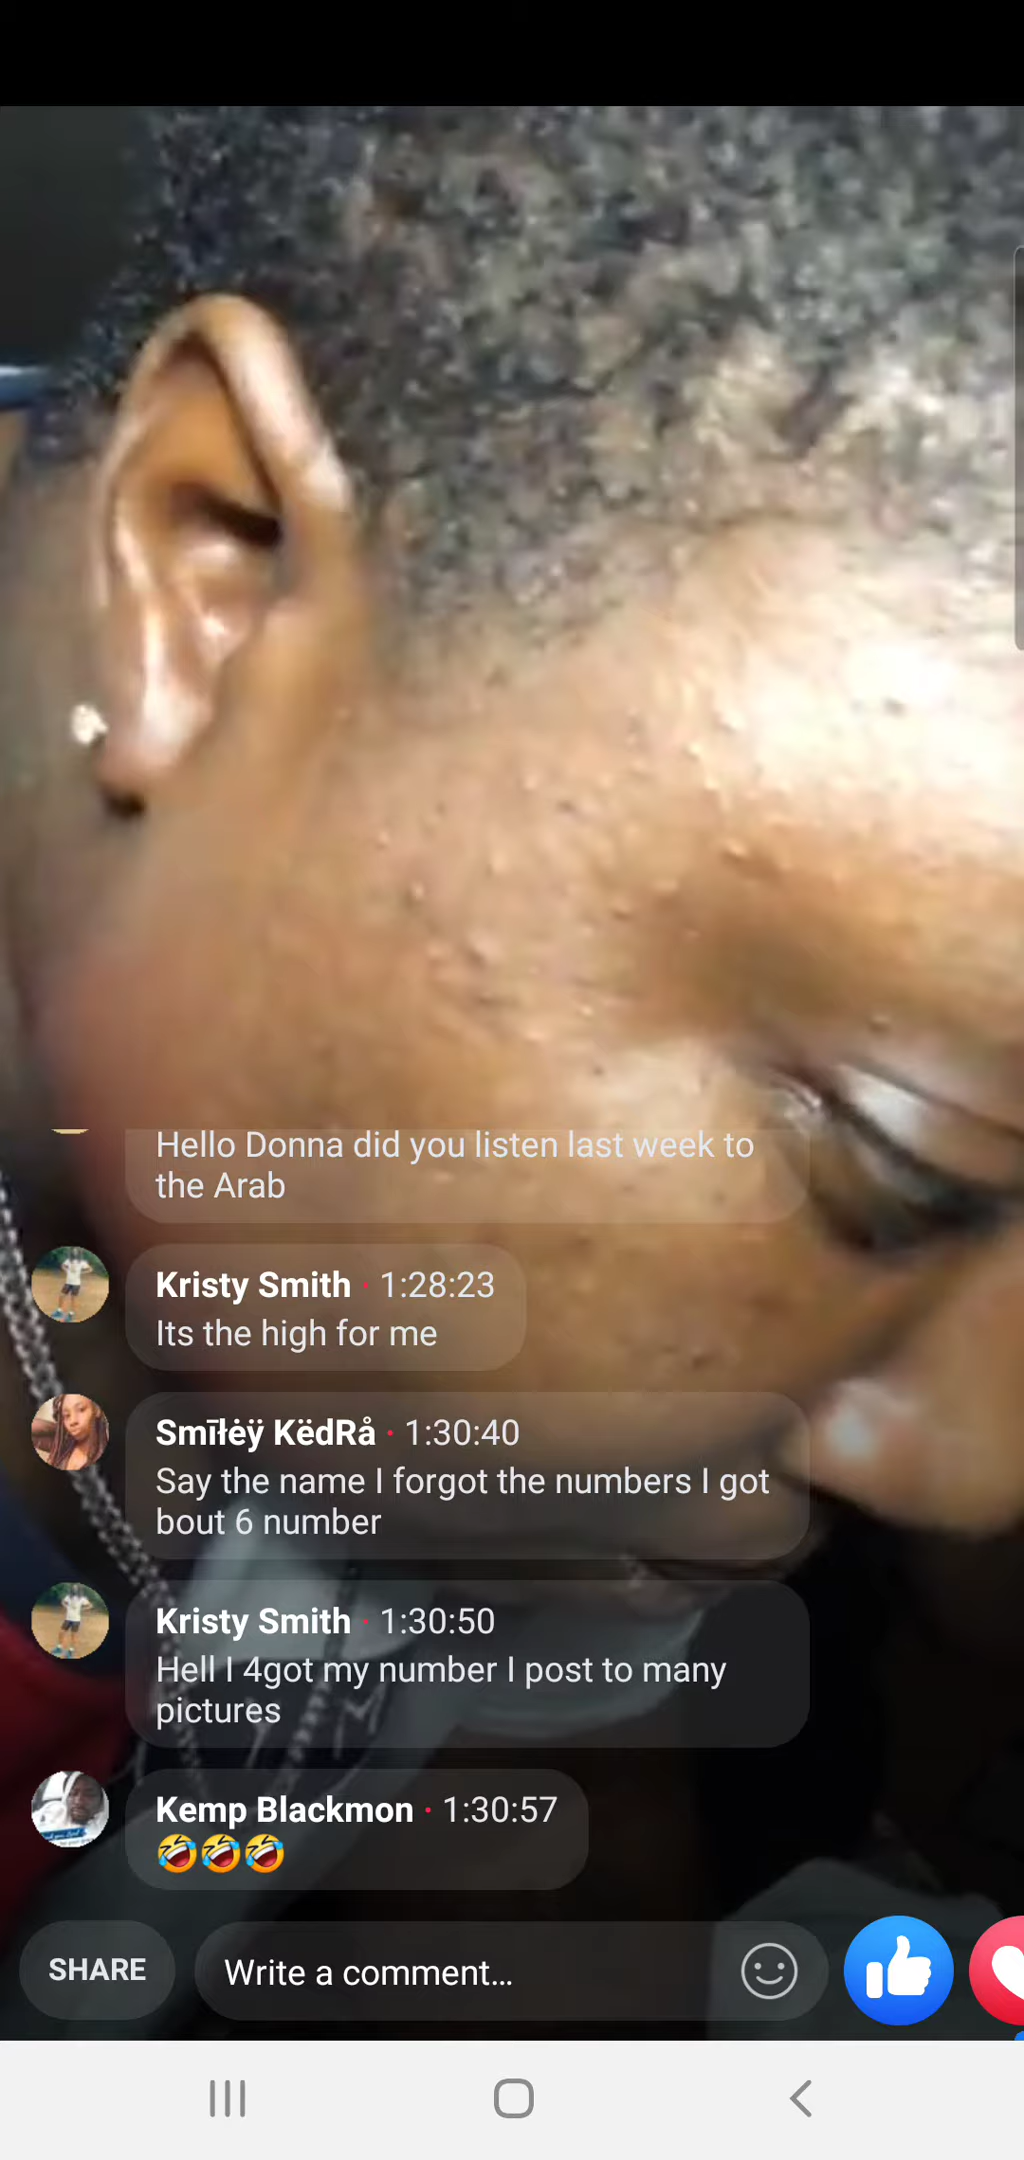 Hello Donna did you listen last week to
the Arab
Kristy Smith · 1:28:23
Its the high for me
Smīłėÿ KëdRå · 1:30:40
Say the name I forgot the numbers I got
bout 6 number
Kristy Smith · 1:30:50
Hell I 4got my number I post to many
pictures
Kemp Blackmon · 1:30:57
🤣🤣🤣
SHARE
Write a comment...